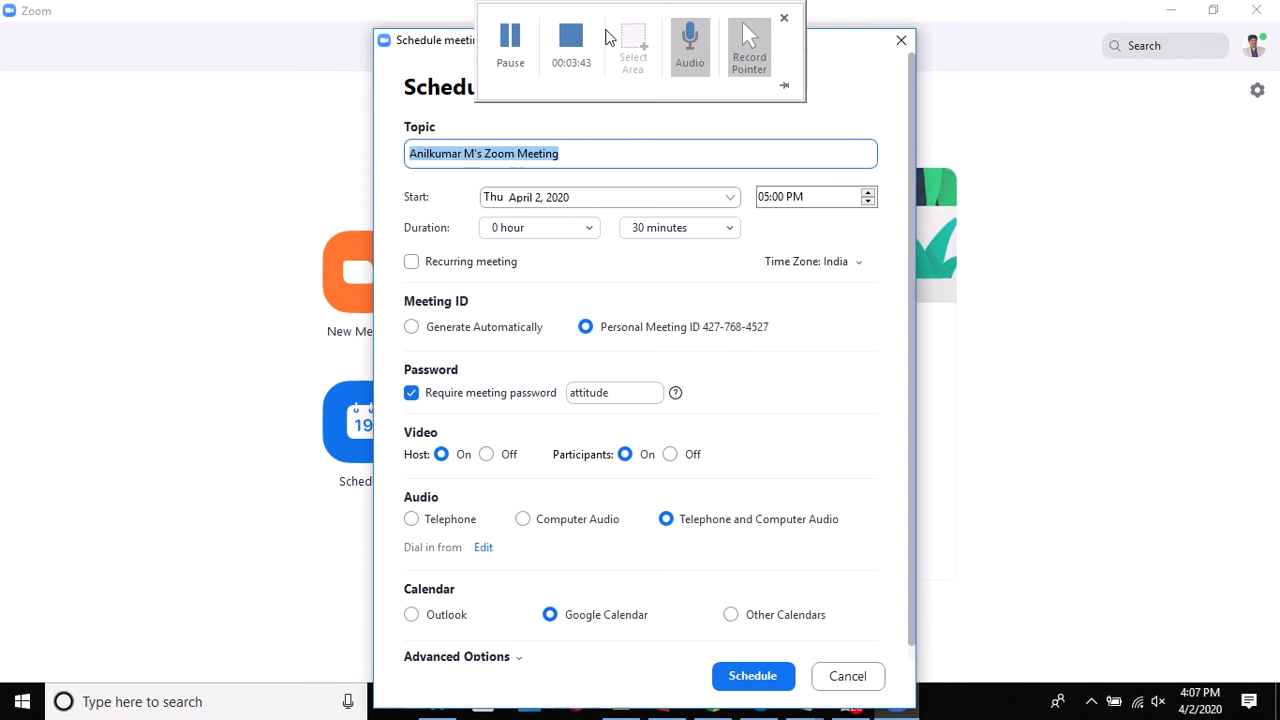 Zoom
Schedule meeti
Pause
00:03:43
Select Area
Audio
Record Pointer
Search
Schedu
Topic
Anilkumar M's Zoom Meeting
Start: Thu April 2, 2020 05:00 PM
Duration: 0 hour 30 minutes
Recurring meeting Time Zone: India
Meeting ID
Generate Automatically Personal Meeting ID 427-768-4527
New Me
Password
Require meeting password attitude ?
Video
Host: On Off Participants: On Off
19
Sched
Audio
Telephone Computer Audio Telephone and Computer Audio
Dial in from Edit
Calendar
Outlook Google Calendar Other Calendars
Advanced Options
Schedule Cancel
Type here to search
4:07 PM
4/2/2020